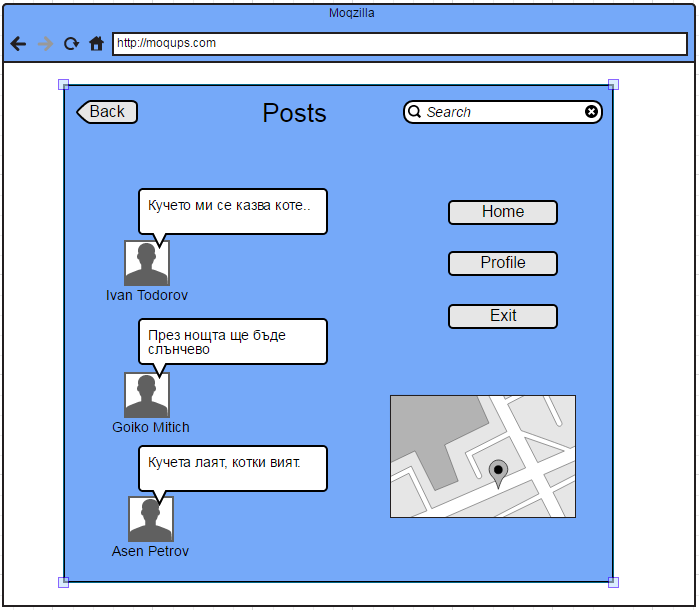 Moqzilla
http://moqups.com
Back
Posts
Search
Кучето ми се казва коте..
Ivan Todorov
През нощта ще бъде
слънчево
Goiko Mitich
Кучета лаят, котки вият.
Asen Petrov
Home
Profile
Exit